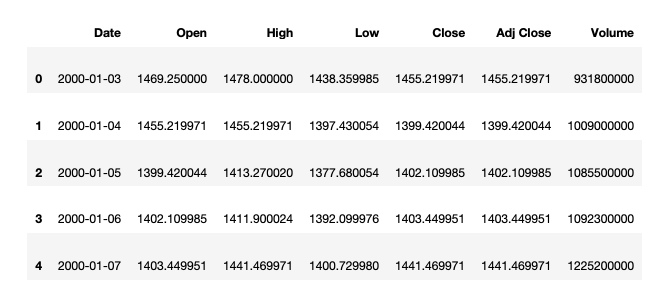 Date Open High Low Close Adj Close Volume
0 2000-01-03 1469.250000 1478.000000 1438.359985 1455.219971 1455.219971 931800000
1 2000-01-04 1455.219971 1455.219971 1397.430054 1399.420044 1399.420044 1009000000
2 2000-01-05 1399.420044 1413.270020 1377.680054 1402.109985 1402.109985 1085500000
3 2000-01-06 1402.109985 1411.900024 1392.099976 1403.449951 1403.449951 1092300000
4 2000-01-07 1403.449951 1441.469971 1400.729980 1441.469971 1441.469971 1225200000